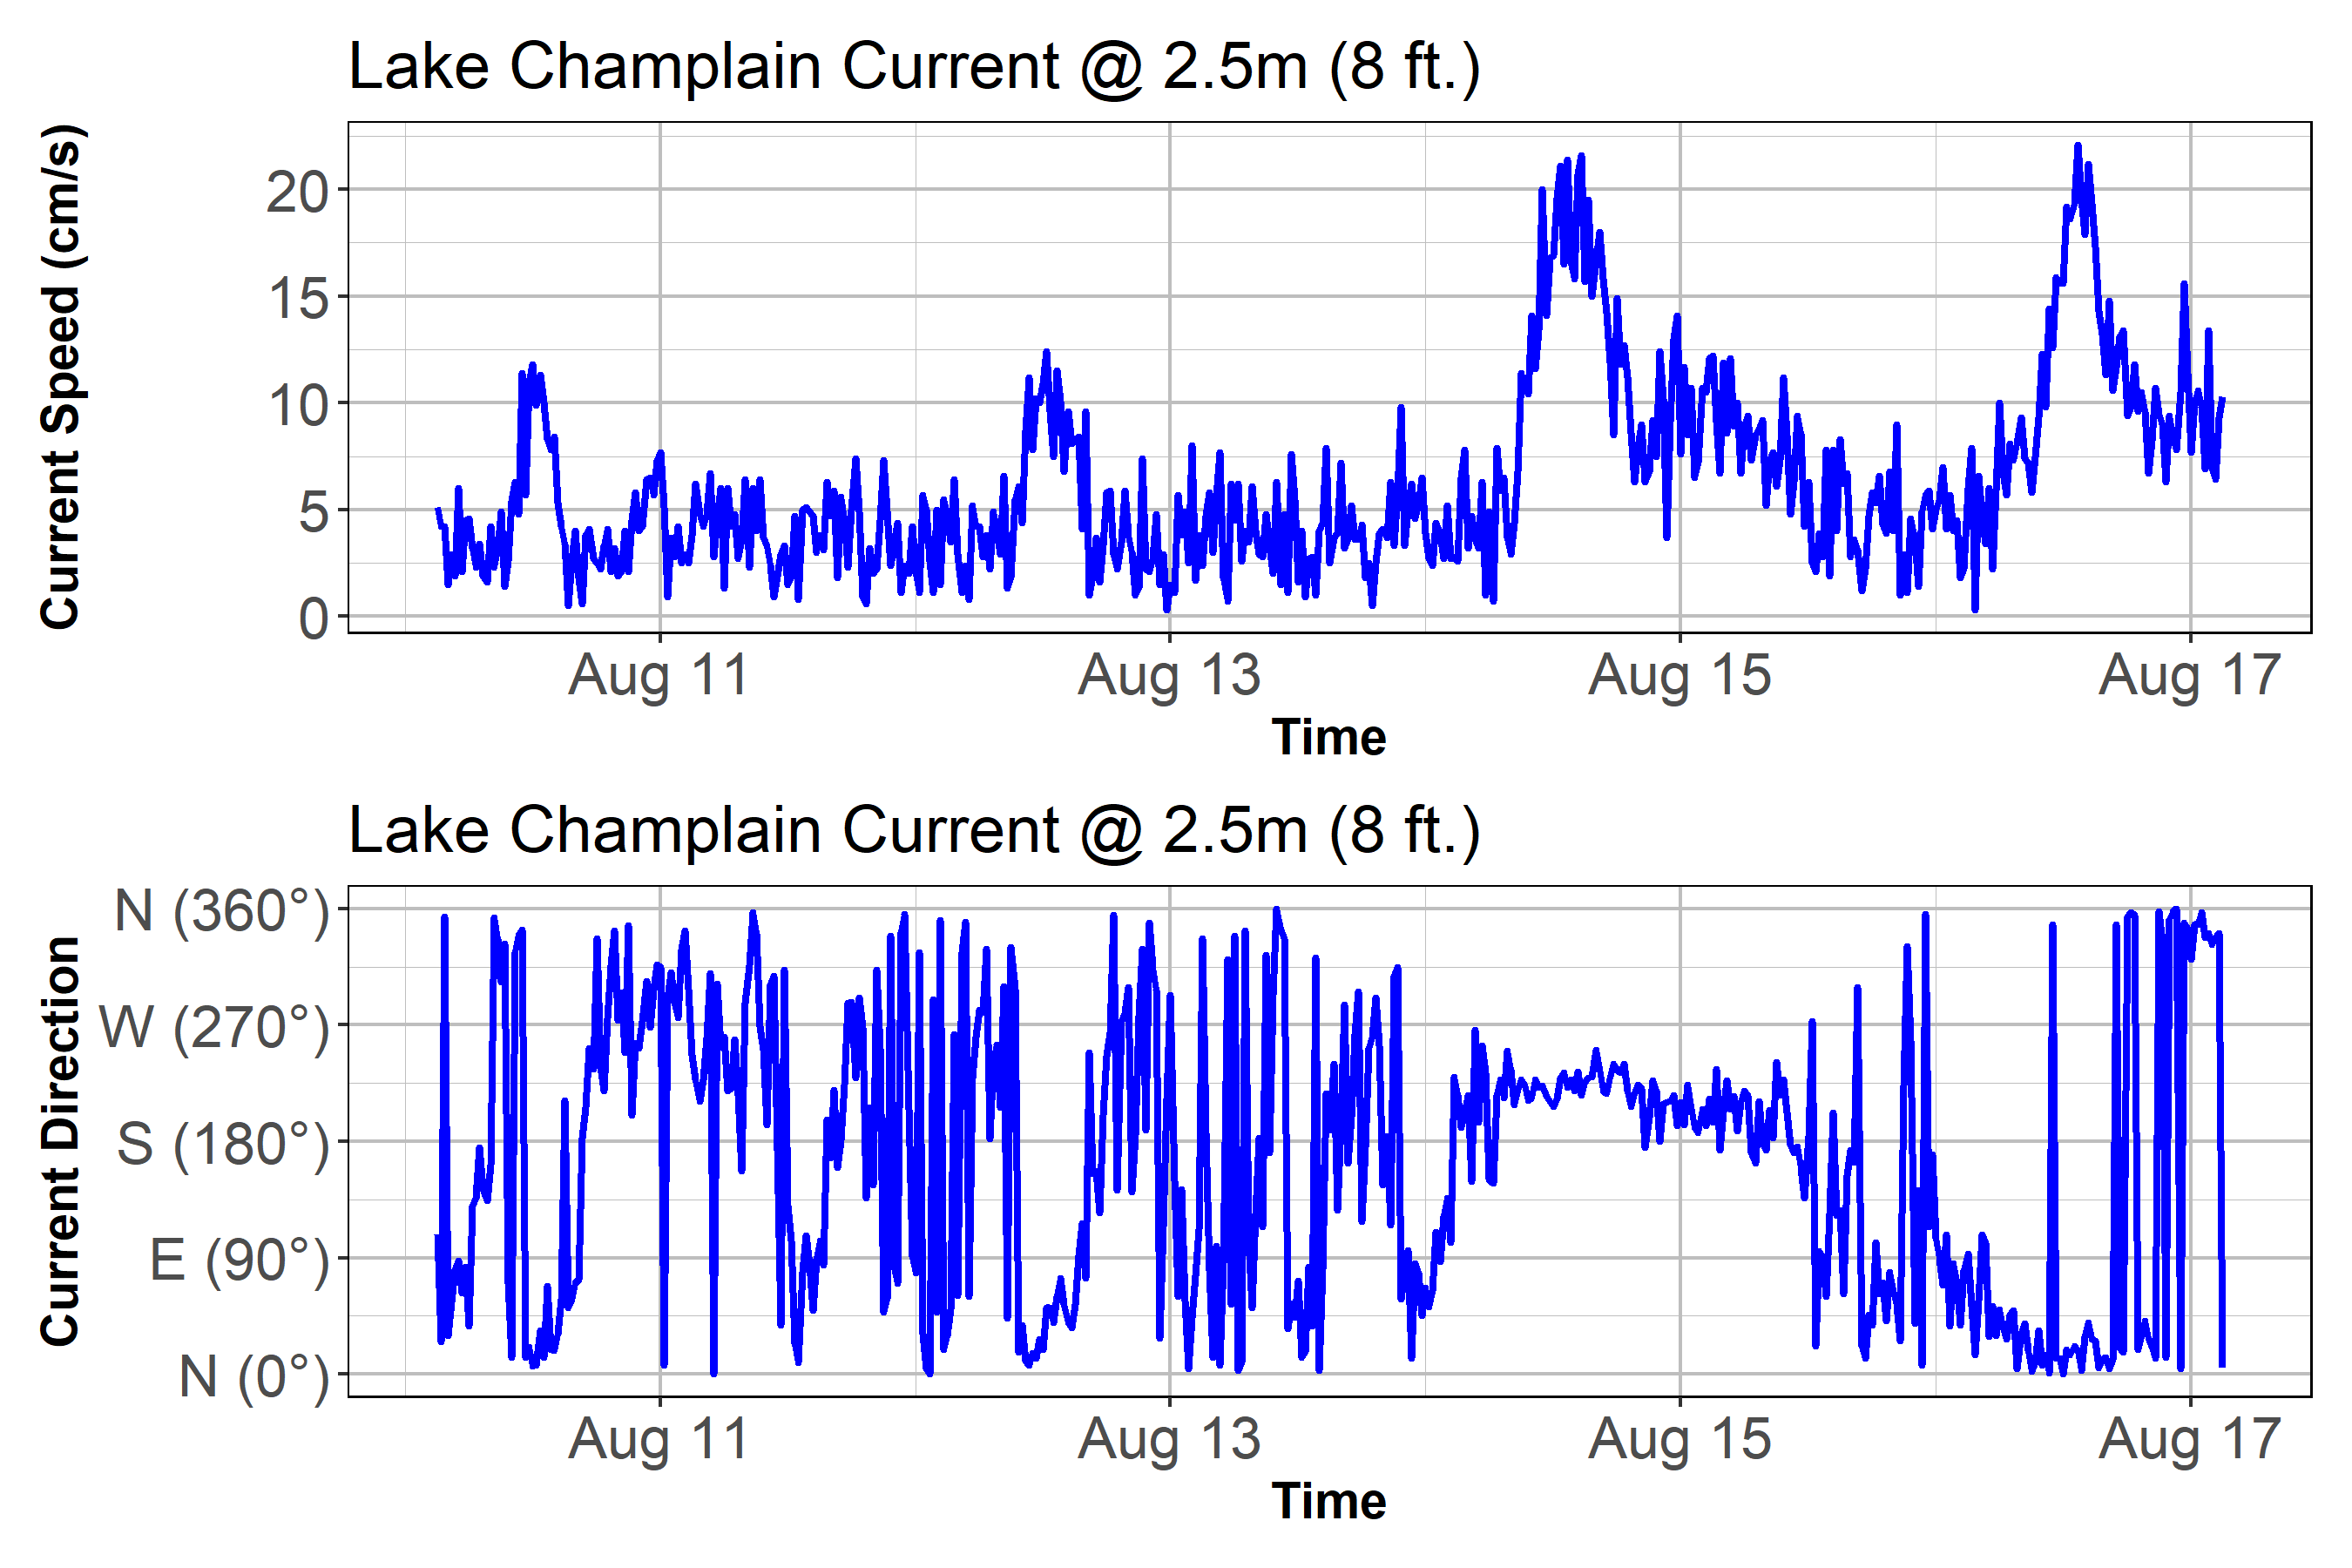 Lake Champlain Current @ 2.5m (8 ft.)
Current Speed (cm/s)
20
15
10
5
0
Aug 11 Aug 13 Aug 15 Aug 17
Time
Lake Champlain Current @ 2.5m (8 ft.)
Current Direction
N (360°)
W (270°)
S (180°)
E (90°)
N (0°)
Aug 11 Aug 13 Aug 15 Aug 17
Time